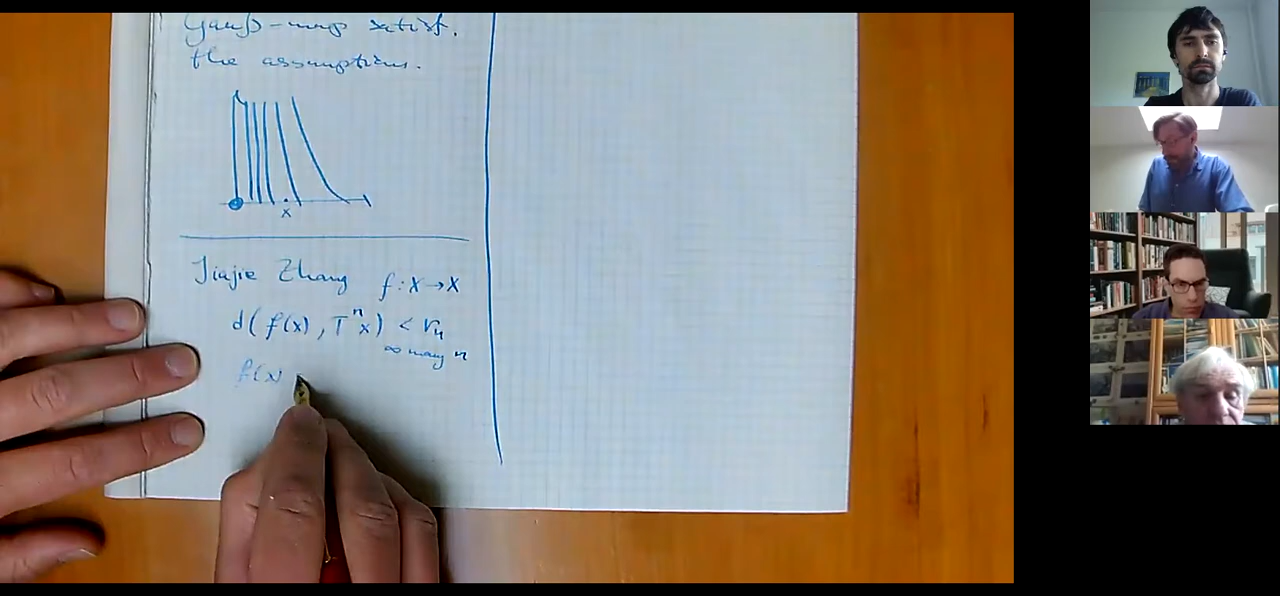 Gauß-map satisf.
the assumptions.
x
Jiajie Zhang f: X → X
d(f(x), Tⁿx) < rₙ
∞ many n
f(x)